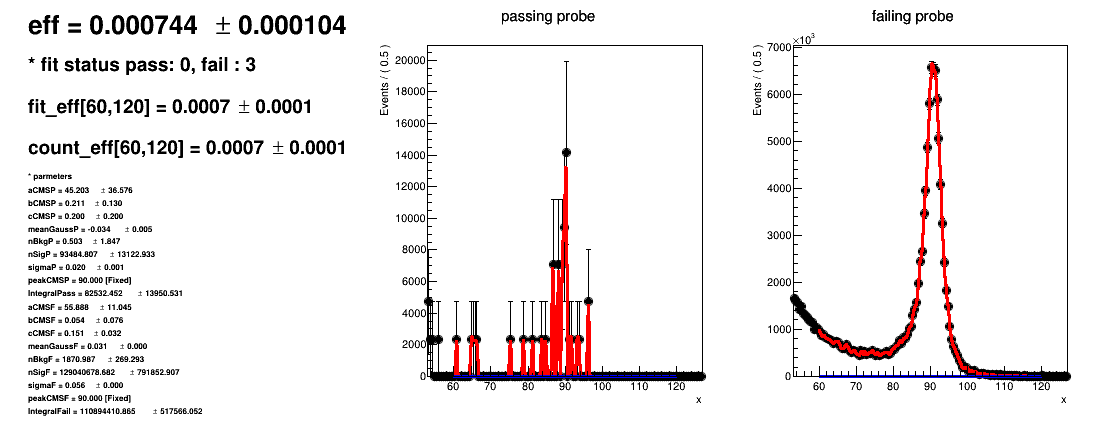 eff = 0.000744 ± 0.000104
* fit status pass: 0, fail : 3
fit_eff[60,120] = 0.0007 ± 0.0001
count_eff[60,120] = 0.0007 ± 0.0001
* parmeters
aCMSP = 45.203 ± 36.576
bCMSP = 0.211 ± 0.130
cCMSP = 0.200 ± 0.200
meanGaussP = -0.034 ± 0.005
nBkgP = 0.503 ± 1.847
nSigP = 93484.807 ± 13122.933
sigmaP = 0.020 ± 0.001
peakCMSP = 90.000 [Fixed]
IntegralPass = 82532.452 ± 13950.531
aCMSF = 55.888 ± 11.045
bCMSF = 0.054 ± 0.076
cCMSF = 0.151 ± 0.032
meanGaussF = 0.031 ± 0.000
nBkgF = 1870.987 ± 269.293
nSigF = 129040678.682 ± 791852.907
sigmaF = 0.056 ± 0.000
peakCMSF = 90.000 [Fixed]
IntegralFail = 110894410.865 ± 517566.052
passing probe
Events / ( 0.5 )
20000
18000
16000
14000
12000
10000
8000
6000
4000
2000
0
60 70 80 90 100 110 120
x
failing probe
×10³
Events / ( 0.5 )
7000
6000
5000
4000
3000
2000
1000
0
60 70 80 90 100 110 120
x